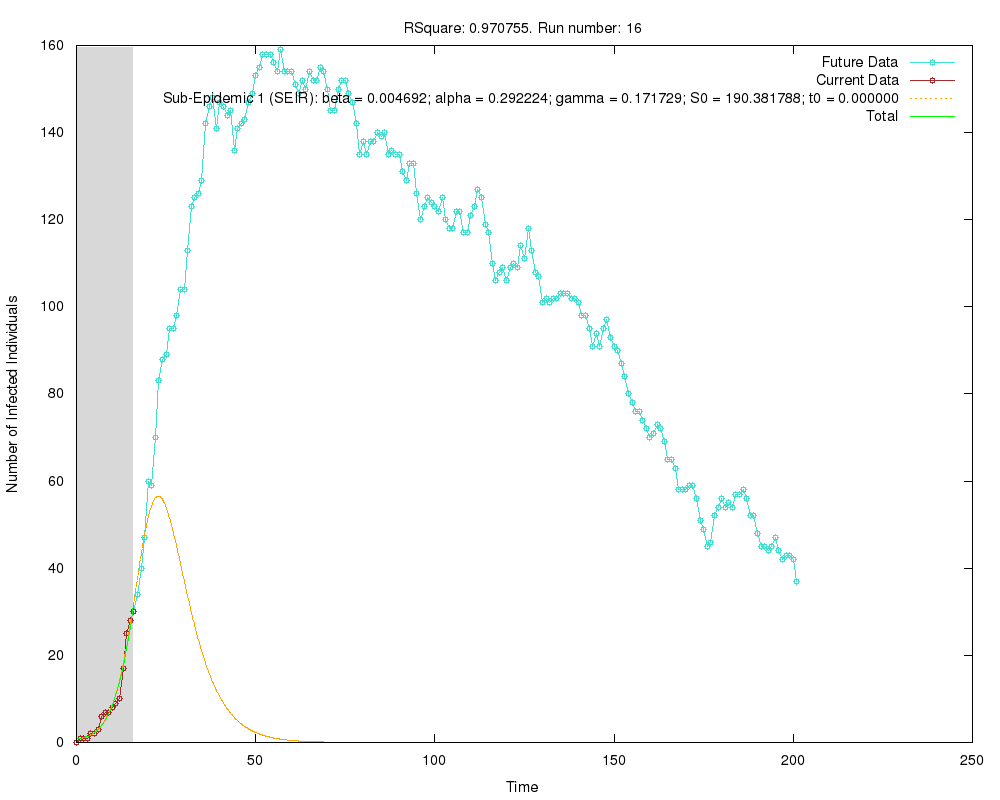 RSquare: 0.970755. Run number: 16
Future Data
Current Data
Sub-Epidemic 1 (SEIR): beta = 0.004692; alpha = 0.292224; gamma = 0.171729; S0 = 190.381788; t0 = 0.000000
Total
160
140
120
100
80
60
40
20
0
Number of Infected Individuals
0 50 100 150 200 250
Time